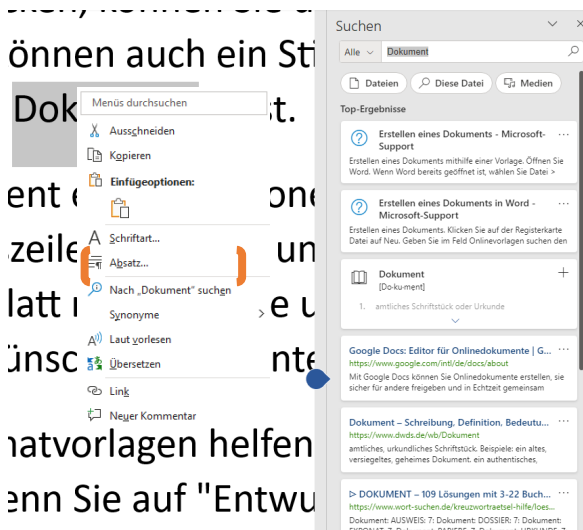 können Sie
önnen auch ein Sti
Dok
st.
ent
one
zeile
un
latt
e u
ünsc
nte
natvorlagen helfen
enn Sie auf "Entwu
Menüs durchsuchen
Ausschneiden
Kopieren
Einfügeoptionen:
Schriftart...
Absatz...
Nach „Dokument" suchen
Synonyme
Laut vorlesen
Übersetzen
Link
Neuer Kommentar
Suchen
Alle Dokument
Dateien Diese Datei Medien
Top-Ergebnisse
Erstellen eines Dokuments - Microsoft-
Support
Erstellen eines Dokuments mithilfe einer Vorlage. Öffnen Sie
Word. Wenn Word bereits geöffnet ist, wählen Sie Datei >
Erstellen eines Dokuments in Word -
Microsoft-Support
Erstellen eines Dokuments. Klicken Sie auf der Registerkarte
Datei auf Neu. Geben Sie im Feld Onlinevorlagen suchen den
Dokument
[Do·ku·ment]
1. amtliches Schriftstück oder Urkunde
Google Docs: Editor für Onlinedokumente | G...
https://www.google.com/intl/de/docs/about
Mit Google Docs können Sie Onlinedokumente erstellen, sie
sicher für andere freigeben und in Echtzeit gemeinsam
Dokument – Schreibung, Definition, Bedeutu...
https://www.dwds.de/wb/Dokument
amtliches, urkundliches Schriftstück. Beispiele: ein altes,
versiegeltes, geheimes Dokument. ein authentisches,
▷ DOKUMENT – 109 Lösungen mit 3-22 Buch...
https://www.wort-suchen.de/kreuzwortraetsel-hilfe/loes...
Dokument: AUSWEIS: 7: Dokument: DOSSIER: 7: Dokument: